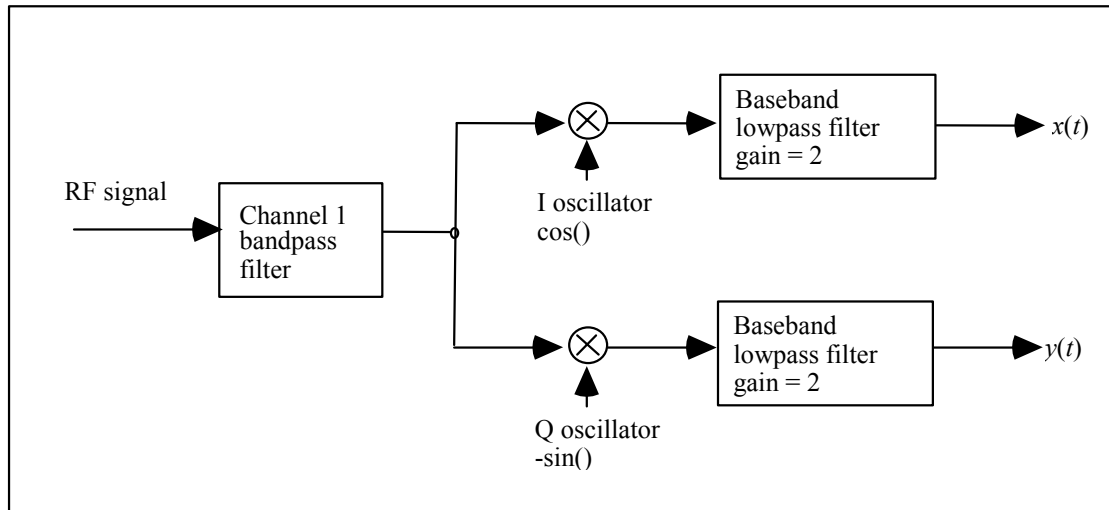 Baseband
lowpass filter
gain = 2
x(t)
RF signal
Channel 1
bandpass
filter
I oscillator
cos()
Baseband
lowpass filter
gain = 2
y(t)
Q oscillator
-sin()